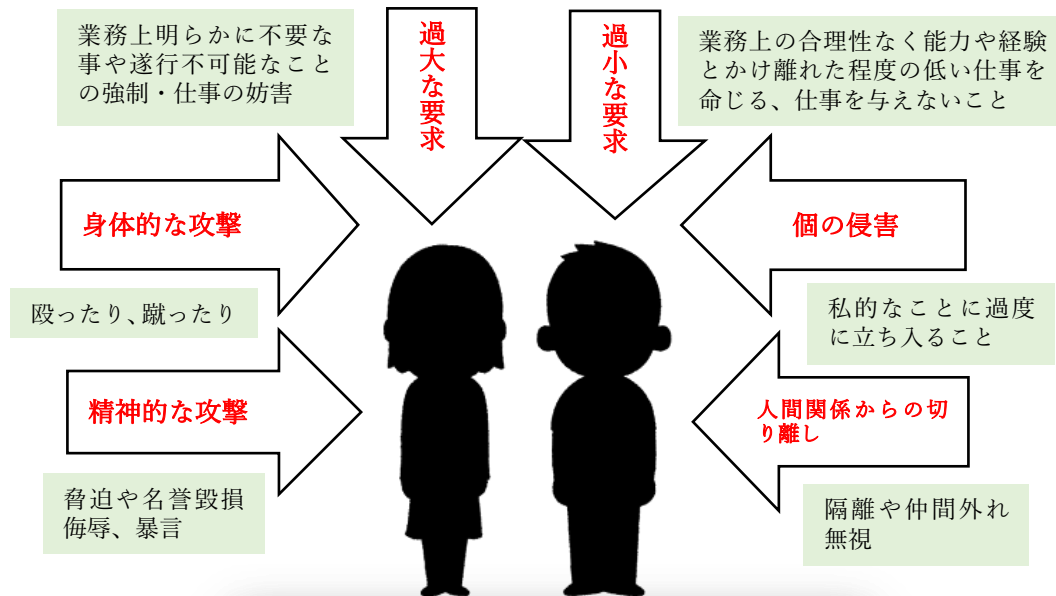 業務上明らかに不要な
事や遂行不可能なこと
の強制・仕事の妨害
過大な要求
過小な要求
業務上の合理性なく能力や経験
とかけ離れた程度の低い仕事を
命じる、仕事を与えないこと
身体的な攻撃
個の侵害
殴ったり、蹴ったり
私的なことに過度
に立ち入ること
精神的な攻撃
人間関係からの切
り離し
脅迫や名誉毀損
侮辱、暴言
隔離や仲間外れ
無視